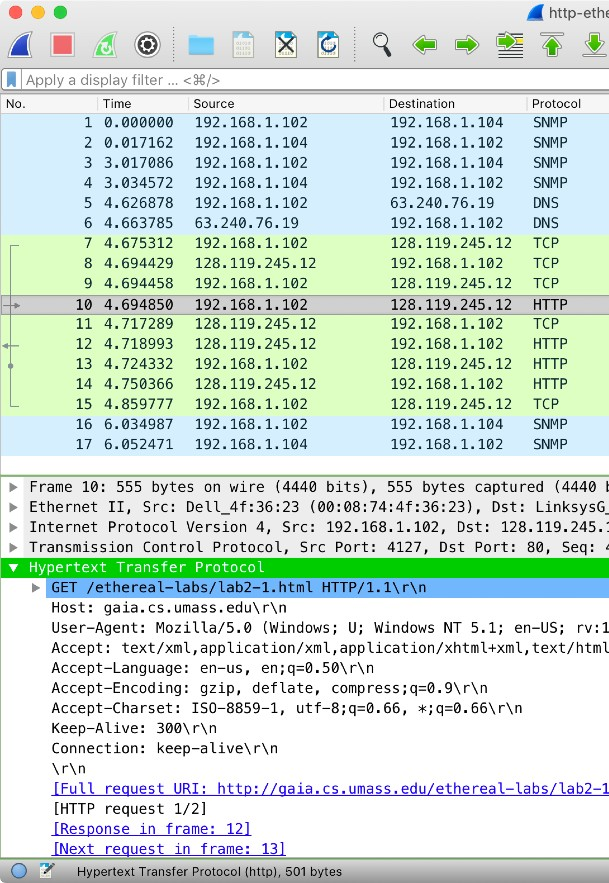 http-ethe
Apply a display filter ... <⌘/>
No. Time Source Destination Protocol
1 0.000000 192.168.1.102 192.168.1.104 SNMP
2 0.017162 192.168.1.104 192.168.1.102 SNMP
3 3.017086 192.168.1.102 192.168.1.104 SNMP
4 3.034572 192.168.1.104 192.168.1.102 SNMP
5 4.626878 192.168.1.102 63.240.76.19 DNS
6 4.663785 63.240.76.19 192.168.1.102 DNS
7 4.675312 192.168.1.102 128.119.245.12 TCP
8 4.694429 128.119.245.12 192.168.1.102 TCP
9 4.694458 192.168.1.102 128.119.245.12 TCP
10 4.694850 192.168.1.102 128.119.245.12 HTTP
11 4.717289 128.119.245.12 192.168.1.102 TCP
12 4.718993 128.119.245.12 192.168.1.102 HTTP
13 4.724332 192.168.1.102 128.119.245.12 HTTP
14 4.750366 128.119.245.12 192.168.1.102 HTTP
15 4.859777 192.168.1.102 128.119.245.12 TCP
16 6.034987 192.168.1.102 192.168.1.104 SNMP
17 6.052471 192.168.1.104 192.168.1.102 SNMP
Frame 10: 555 bytes on wire (4440 bits), 555 bytes captured (4440 b
Ethernet II, Src: Dell_4f:36:23 (00:08:74:4f:36:23), Dst: LinksysG_
Internet Protocol Version 4, Src: 192.168.1.102, Dst: 128.119.245.1
Transmission Control Protocol, Src Port: 4127, Dst Port: 80, Seq: 4
Hypertext Transfer Protocol
GET /ethereal-labs/lab2-1.html HTTP/1.1\r\n
Host: gaia.cs.umass.edu\r\n
User-Agent: Mozilla/5.0 (Windows; U; Windows NT 5.1; en-US; rv:1
Accept: text/xml,application/xml,application/xhtml+xml,text/html
Accept-Language: en-us, en;q=0.50\r\n
Accept-Encoding: gzip, deflate, compress;q=0.9\r\n
Accept-Charset: ISO-8859-1, utf-8;q=0.66, *;q=0.66\r\n
Keep-Alive: 300\r\n
Connection: keep-alive\r\n
\r\n
[Full request URI: http://gaia.cs.umass.edu/ethereal-labs/lab2-1
[HTTP request 1/2]
[Response in frame: 12]
[Next request in frame: 13]
Hypertext Transfer Protocol (http), 501 bytes